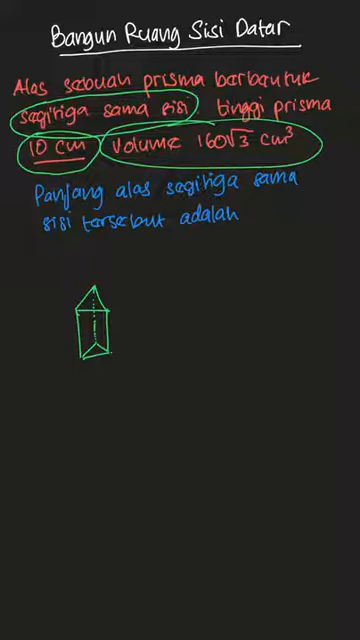 Bangun Ruang Sisi Datar
Alas sebuah prisma berbentuk
segitiga sama sisi tinggi prisma
10 cm Volume 160√3 cm³
Panjang alas segitiga sama
sisi tersebut adalah